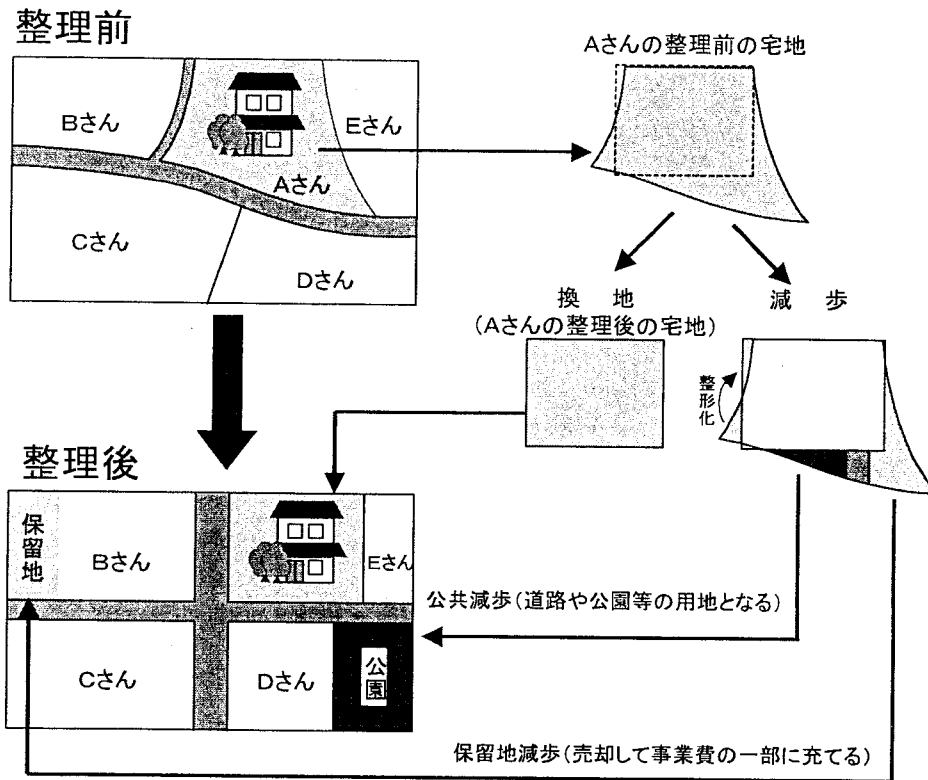 整理前
Aさんの整理前の宅地
Bさん
Eさん
Aさん
Cさん
Dさん
換 地
(Aさんの整理後の宅地)
減 歩
整形化
整理後
保留地
Bさん
Eさん
公共減歩(道路や公園等の用地となる)
Cさん
Dさん
公園
保留地減歩(売却して事業費の一部に充てる)